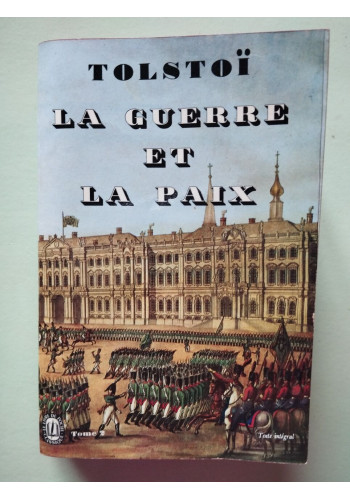 TOLSTOÏ
LA GUERRE
ET
LA PAIX
Tome 2
Texte intégral